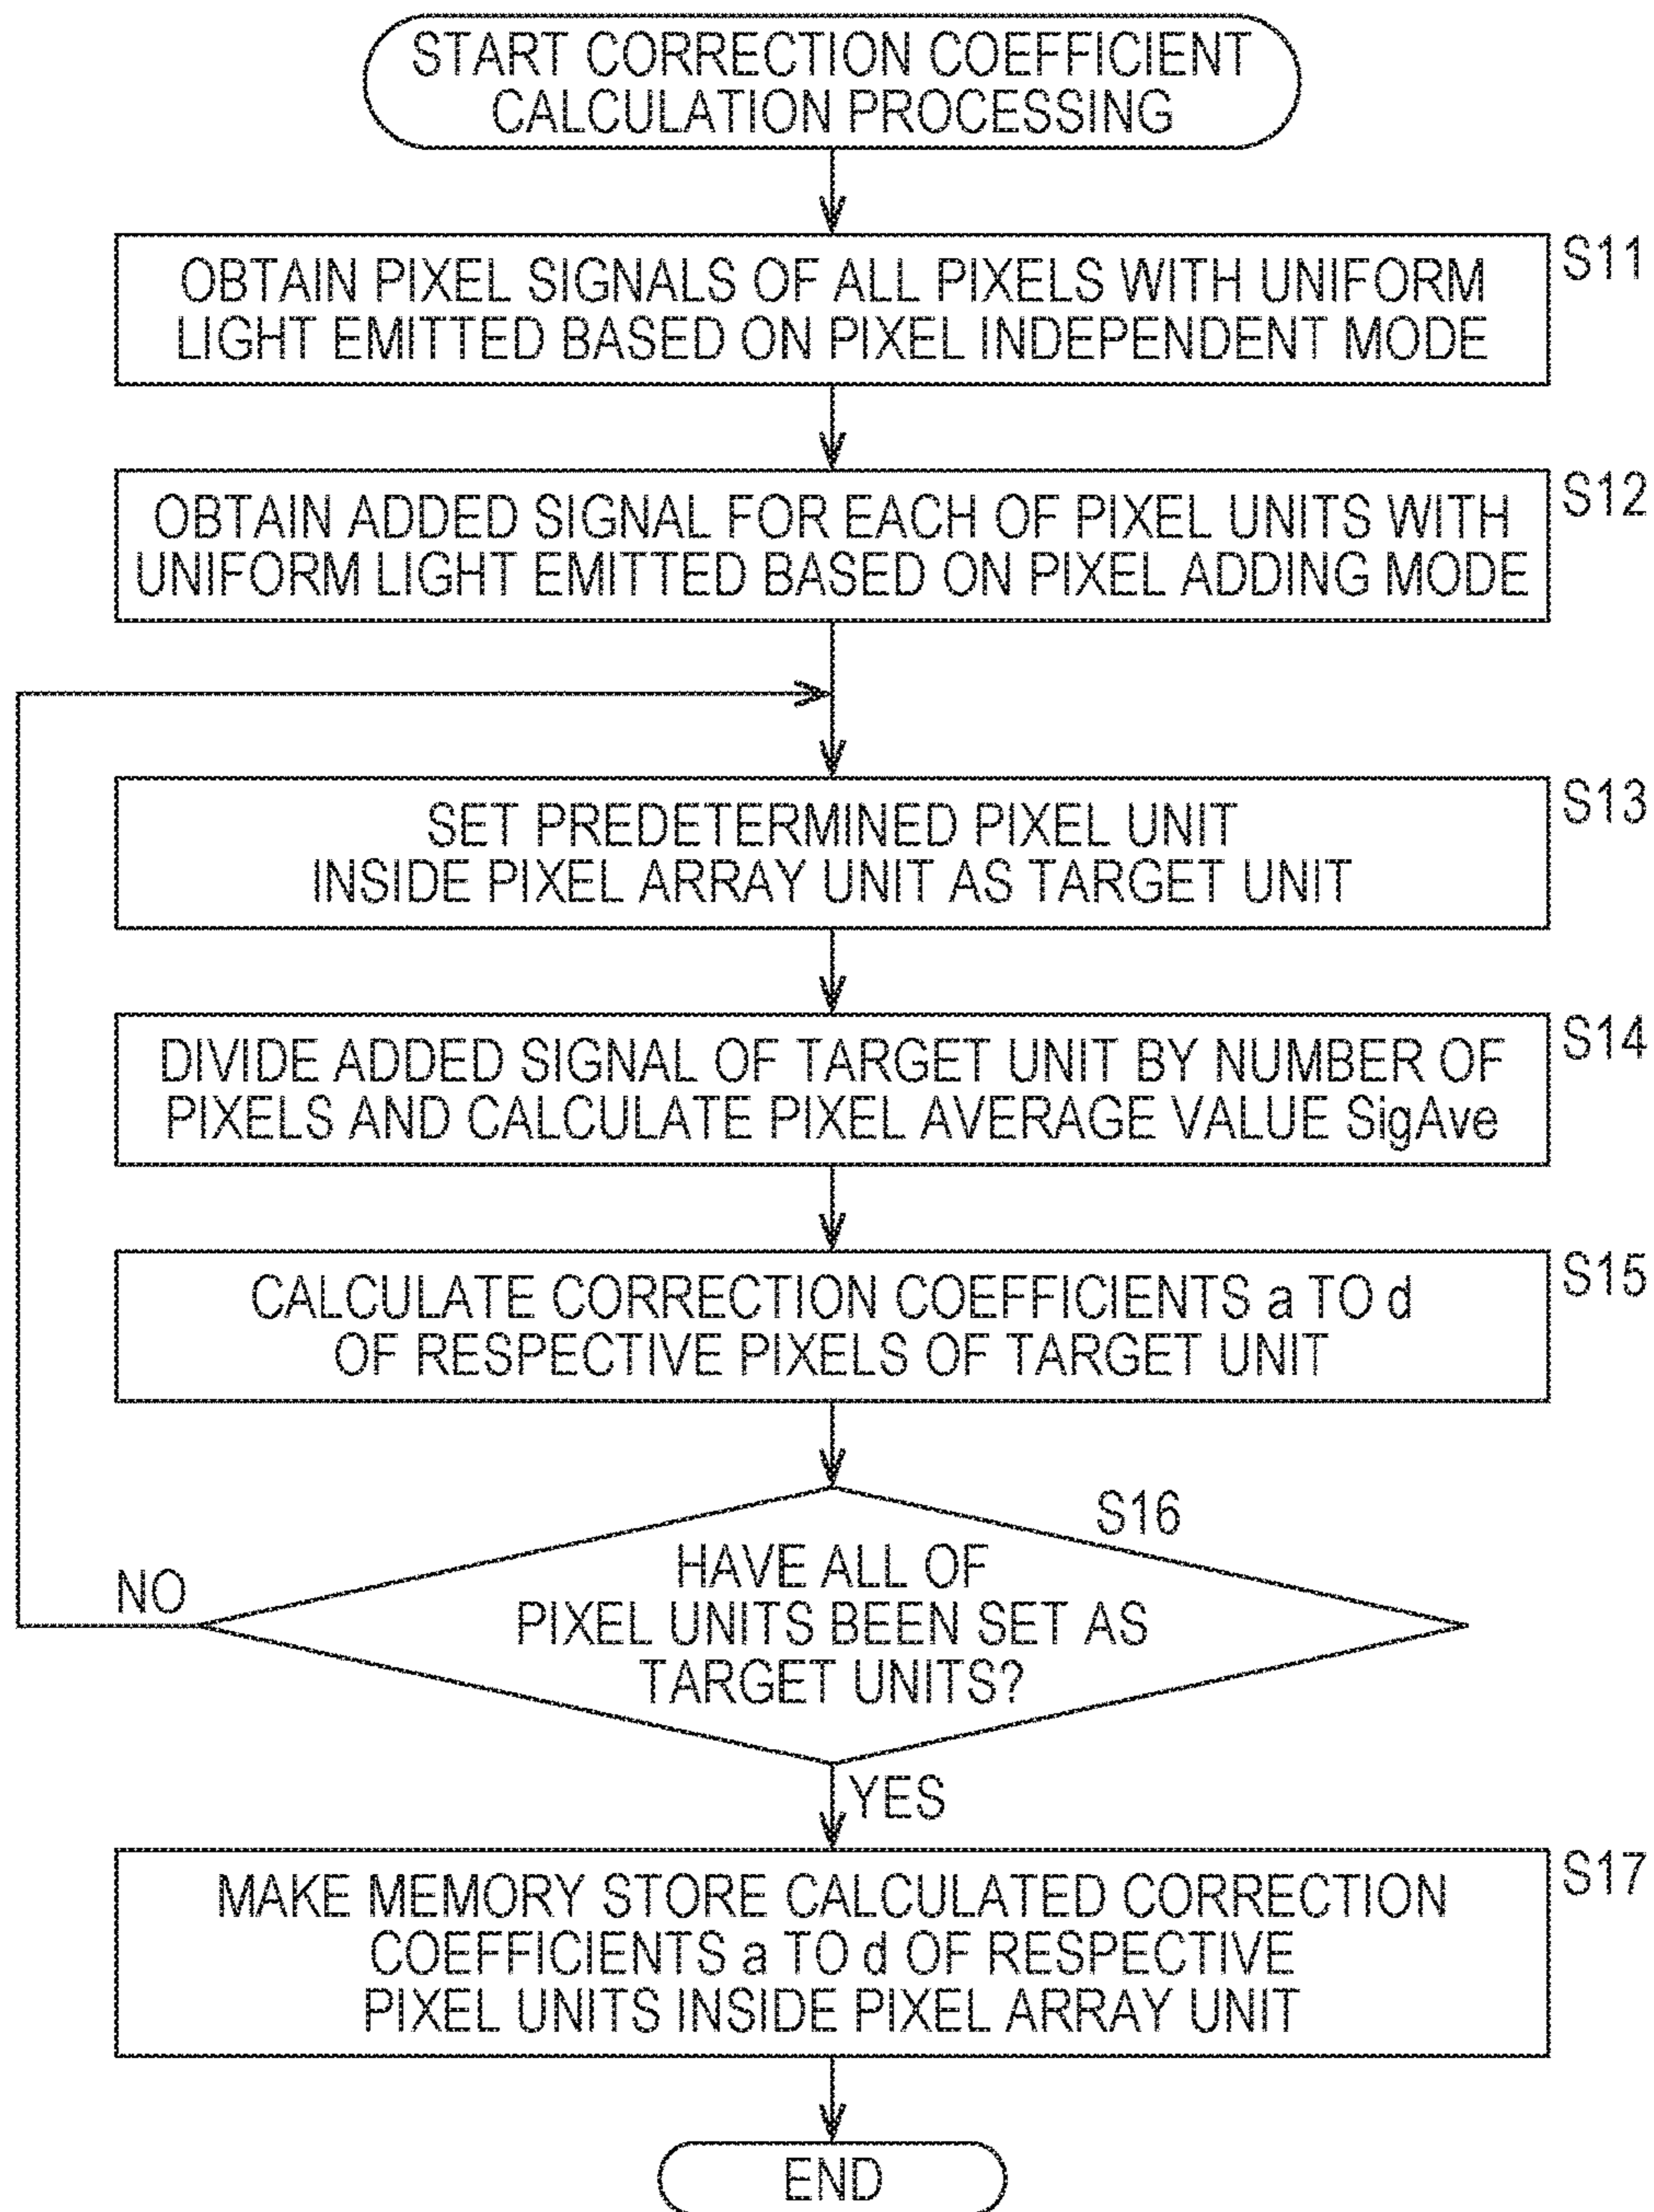 START CORRECTION COEFFICIENT
CALCULATION PROCESSING
S11
OBTAIN PIXEL SIGNALS OF ALL PIXELS WITH UNIFORM
LIGHT EMITTED BASED ON PIXEL INDEPENDENT MODE
S12
OBTAIN ADDED SIGNAL FOR EACH OF PIXEL UNITS WITH
UNIFORM LIGHT EMITTED BASED ON PIXEL ADDING MODE
S13
SET PREDETERMINED PIXEL UNIT
INSIDE PIXEL ARRAY UNIT AS TARGET UNIT
S14
DIVIDE ADDED SIGNAL OF TARGET UNIT BY NUMBER OF
PIXELS AND CALCULATE PIXEL AVERAGE VALUE SigAve
S15
CALCULATE CORRECTION COEFFICIENTS a TO d
OF RESPECTIVE PIXELS OF TARGET UNIT
S16
HAVE ALL OF
PIXEL UNITS BEEN SET AS
TARGET UNITS?
NO
YES
S17
MAKE MEMORY STORE CALCULATED CORRECTION
COEFFICIENTS a TO d OF RESPECTIVE
PIXEL UNITS INSIDE PIXEL ARRAY UNIT
END